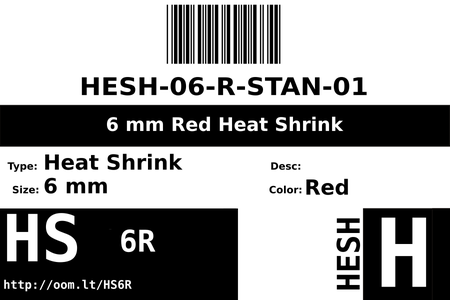 HESH-06-R-STAN-01
6 mm Red Heat Shrink
Type: Heat Shrink Desc:
Size: 6 mm Color: Red
HS 6R HESH H
http://oom.lt/HS6R